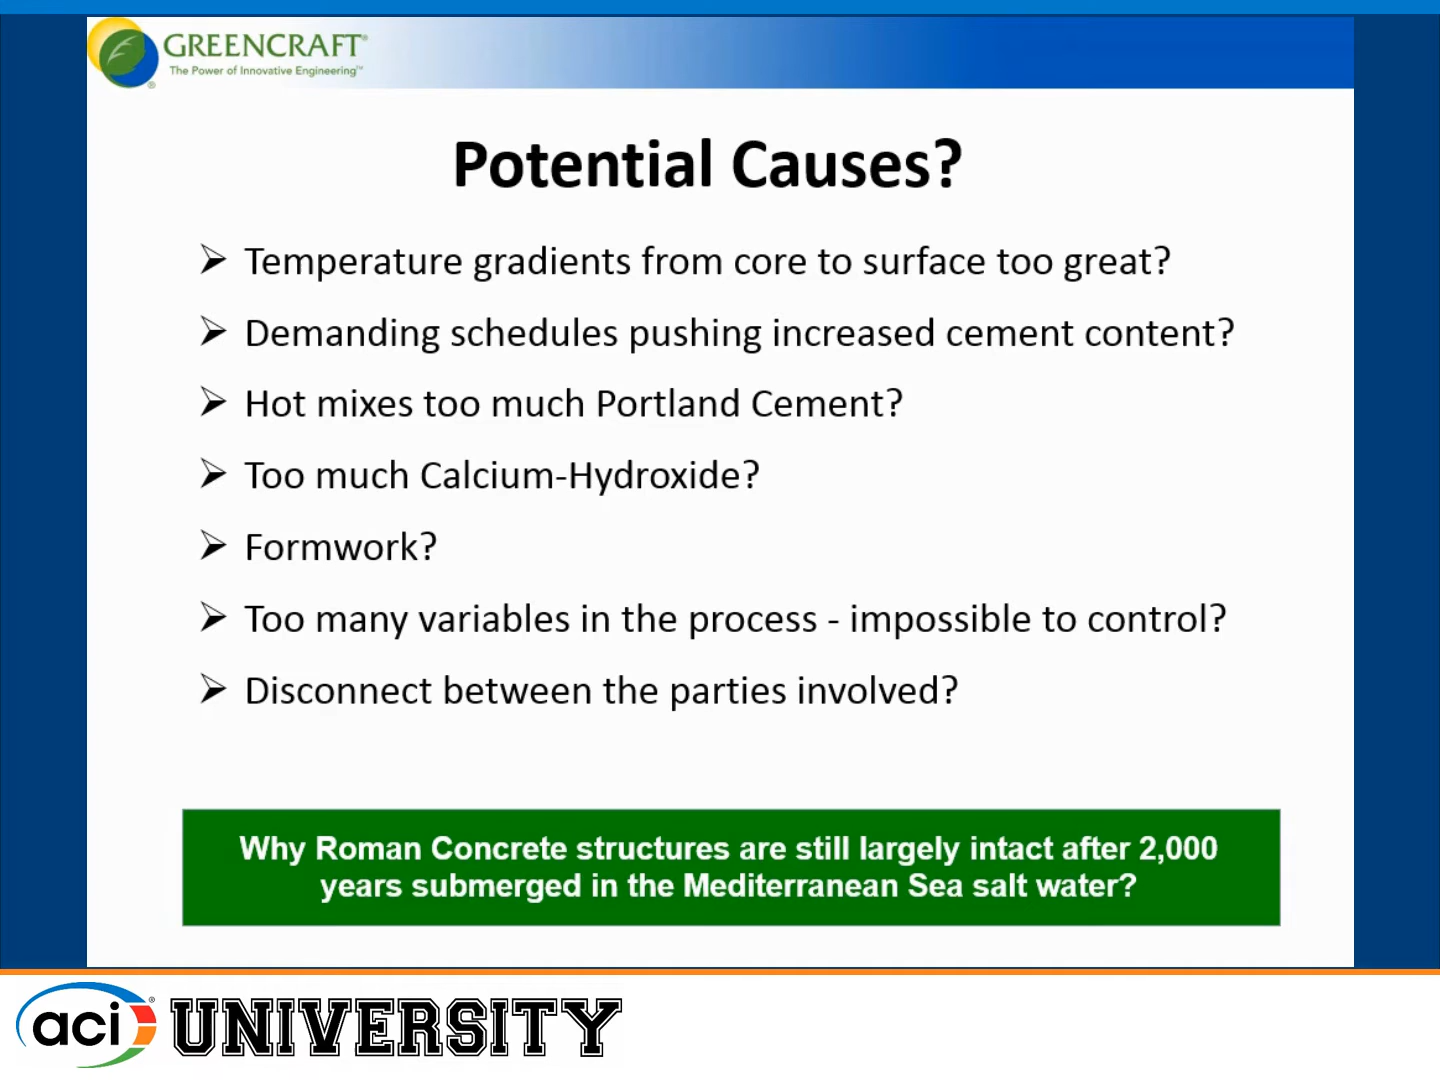 GREENCRAFT®
The Power of Innovative Engineering™
®
Potential Causes?
➢ Temperature gradients from core to surface too great?
➢ Demanding schedules pushing increased cement content?
➢ Hot mixes too much Portland Cement?
➢ Too much Calcium-Hydroxide?
➢ Formwork?
➢ Too many variables in the process - impossible to control?
➢ Disconnect between the parties involved?
Why Roman Concrete structures are still largely intact after 2,000
years submerged in the Mediterranean Sea salt water?
aci® UNIVERSITY